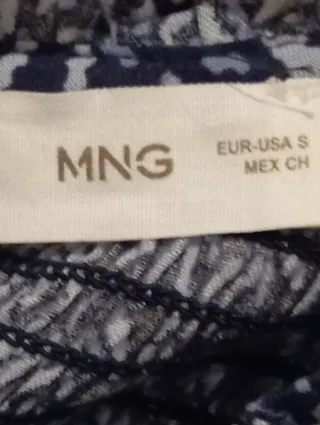 MNG
EUR-USA S
MEX CH